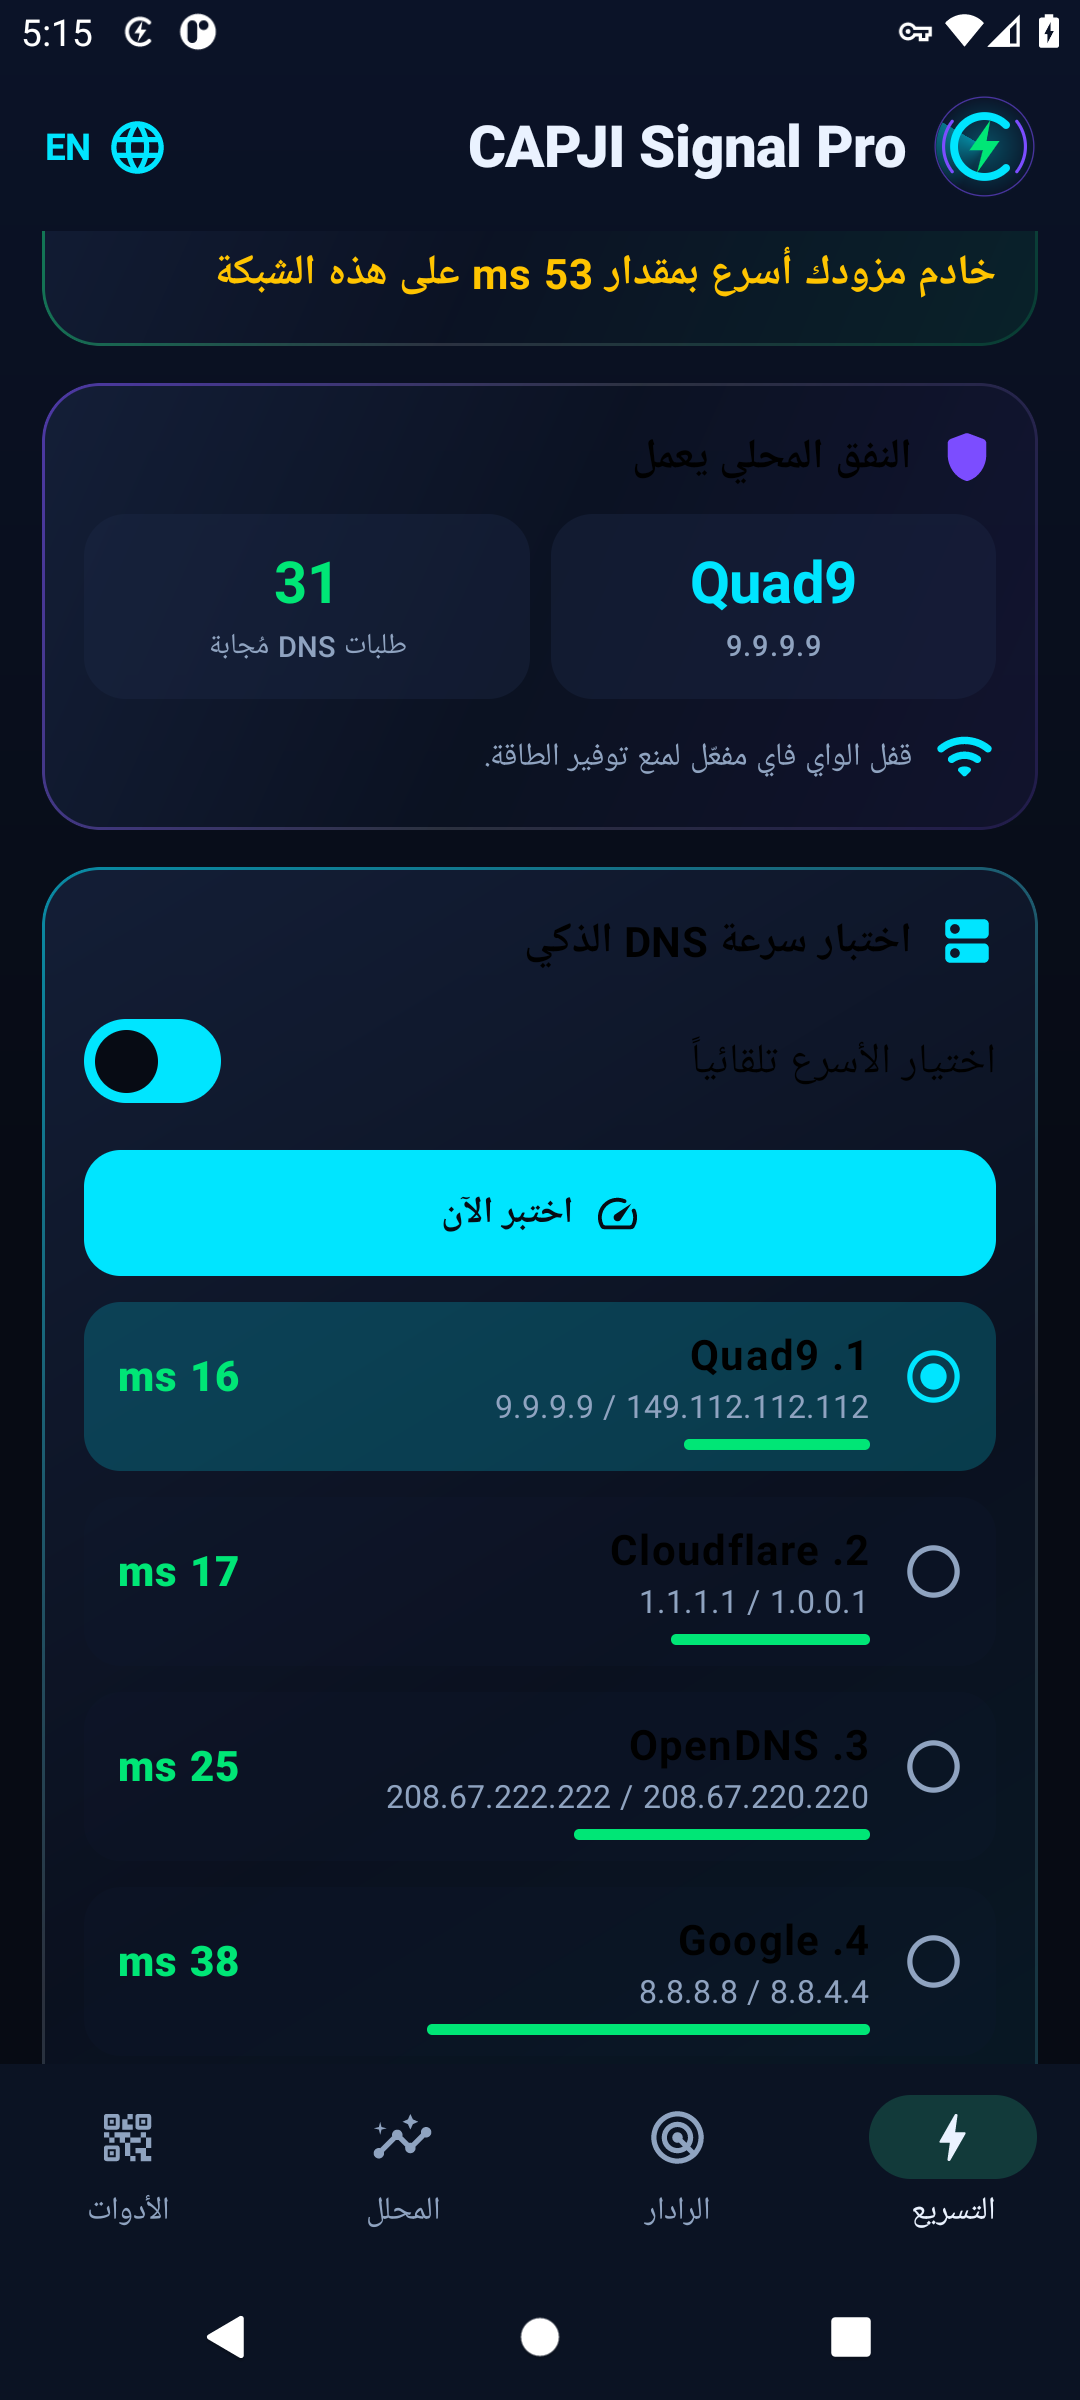 5:15
CAPJI Signal Pro
EN
خادم مزودك أسرع بمقدار 53 ms على هذه الشبكة
النفق المحلي يعمل
Quad9
9.9.9.9
31
طلبات DNS مُجابة
قفل الواي فاي مفعّل لمنع توفير الطاقة.
اختبار سرعة DNS الذكي
اختيار الأسرع تلقائياً
اختبر الآن
1. Quad9
9.9.9.9 / 149.112.112.112
16 ms
2. Cloudflare
1.1.1.1 / 1.0.0.1
17 ms
3. OpenDNS
208.67.222.222 / 208.67.220.220
25 ms
4. Google
8.8.8.8 / 8.8.4.4
38 ms
التسريع
الرادار
المحلل
الأدوات